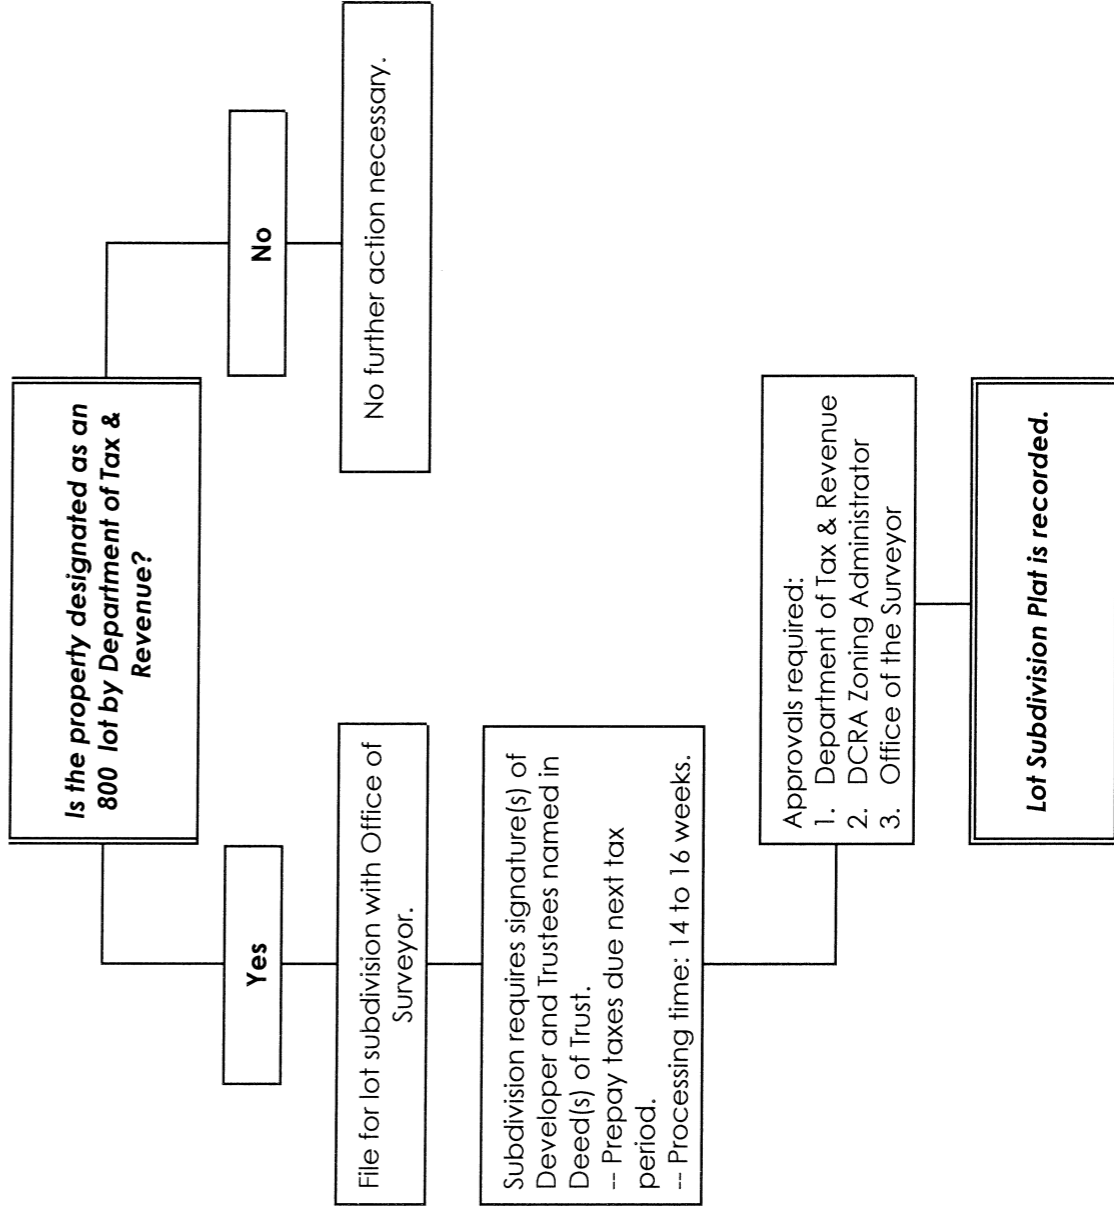 Is the property designated as an
800 lot by Department of Tax &
Revenue?
Yes
No
File for lot subdivision with Office of
Surveyor.
No further action necessary.
Subdivision requires signature(s) of
Developer and Trustees named in
Deed(s) of Trust.
-- Prepay taxes due next tax
period.
-- Processing time: 14 to 16 weeks.
Approvals required:
1. Department of Tax & Revenue
2. DCRA Zoning Administrator
3. Office of the Surveyor
Lot Subdivision Plat is recorded.